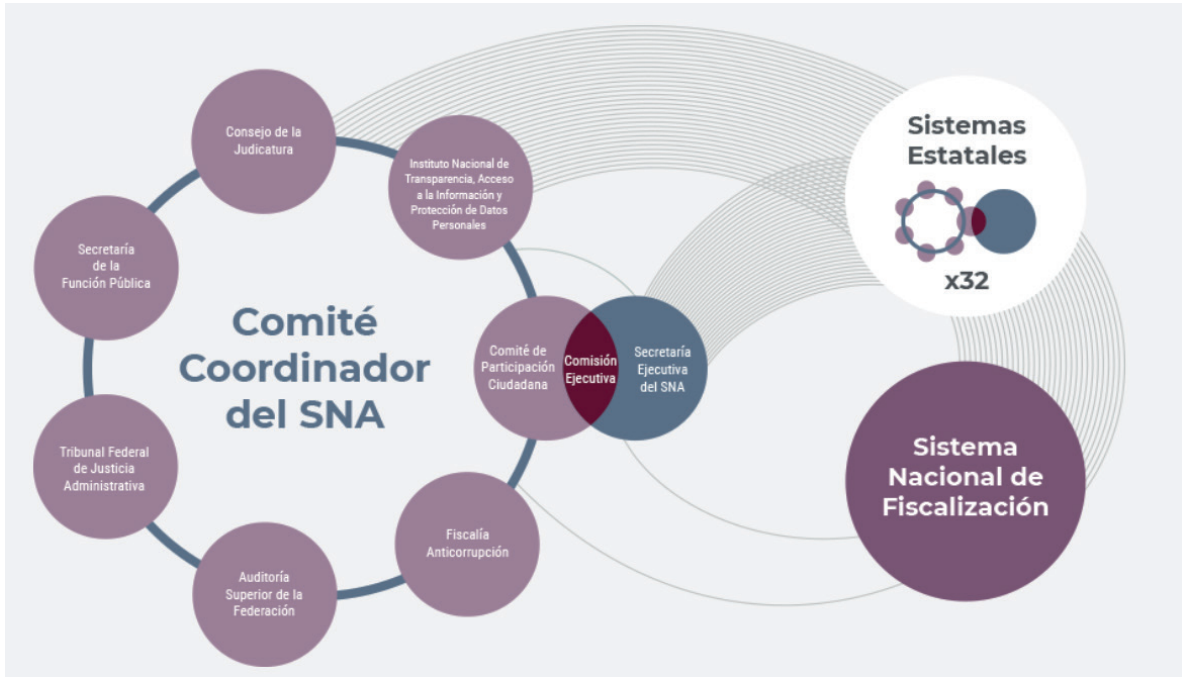 Consejo de la
Judicatura
Instituto Nacional de
Transparencia, Acceso
a la Información y
Protección de Datos
Personales
Sistemas
Estatales
x32
Secretaría
de la
Función Pública
Comité
Coordinador
del SNA
Comité de
Participación
Ciudadana
Comisión
Ejecutiva
Secretaría
Ejecutiva
del SNA
Sistema
Nacional de
Fiscalización
Tribunal Federal
de Justicia
Administrativa
Fiscalía
Anticorrupción
Auditoría
Superior de la
Federación